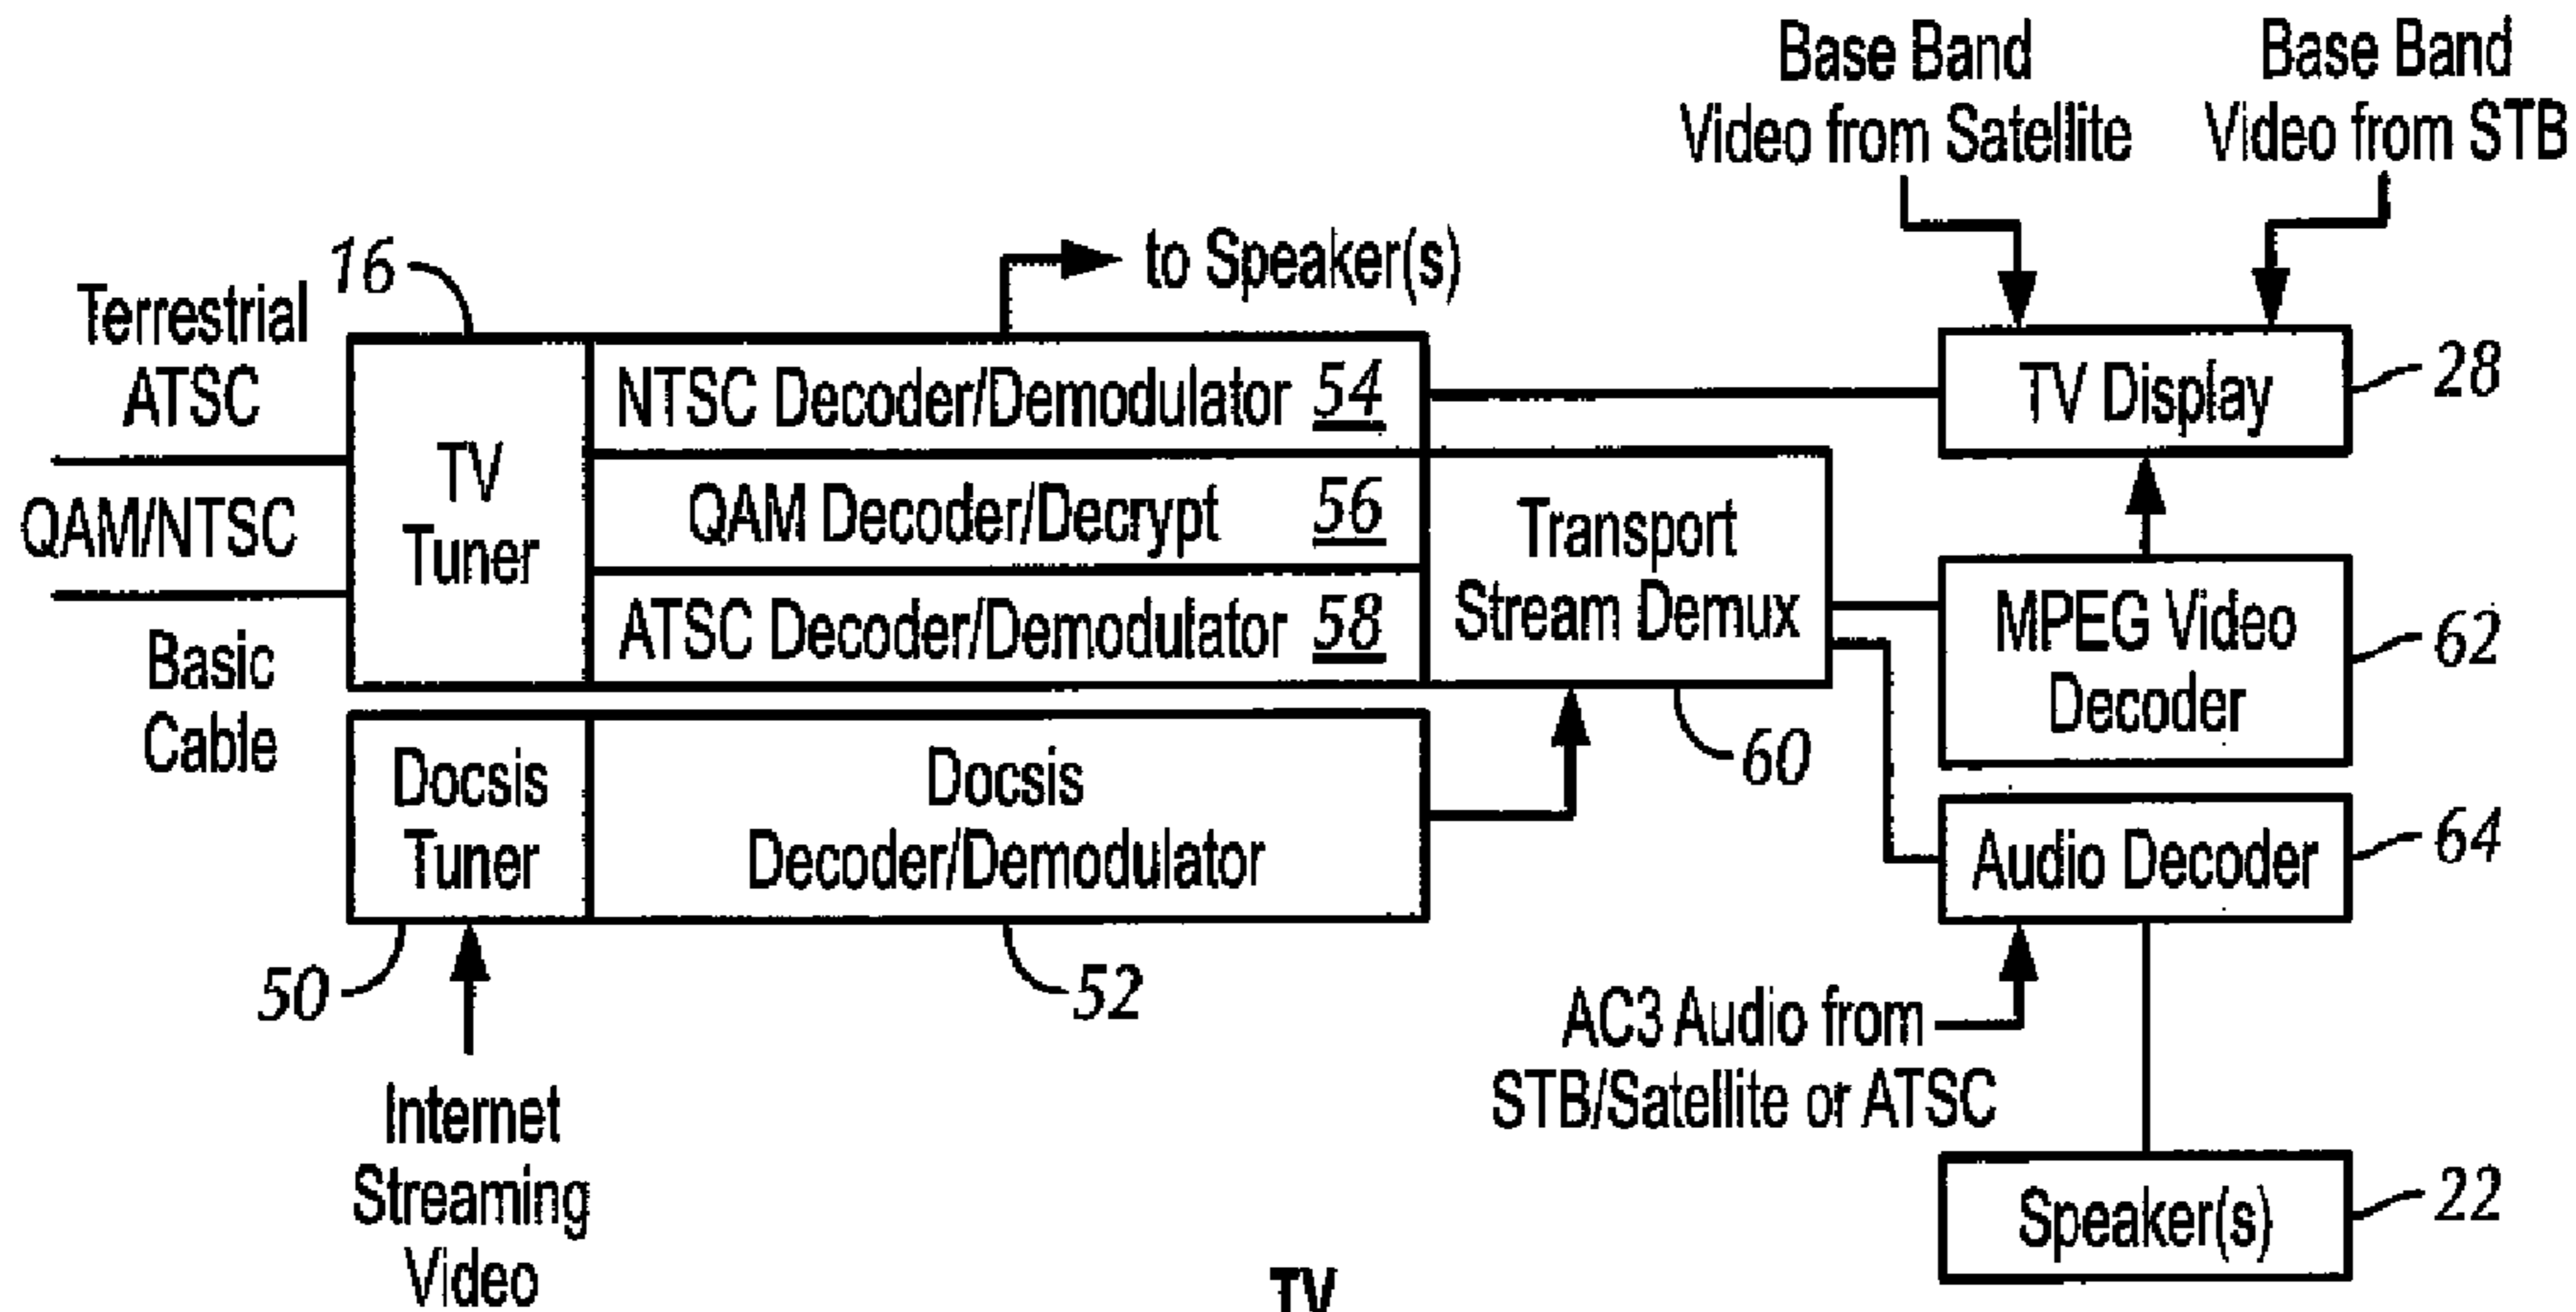 Base Band
Video from Satellite
Base Band
Video from STB
16
to Speaker(s)
Terrestrial
ATSC
QAM/NTSC
Basic
Cable
TV
Tuner
NTSC Decoder/Demodulator 54
QAM Decoder/Decrypt 56
ATSC Decoder/Demodulator 58
Transport
Stream Demux
60
TV Display
28
MPEG Video
Decoder
62
Docsis
Tuner
50
Docsis
Decoder/Demodulator
52
Audio Decoder
64
Internet
Streaming
Video
AC3 Audio from
STB/Satellite or ATSC
Speaker(s)
22
TV